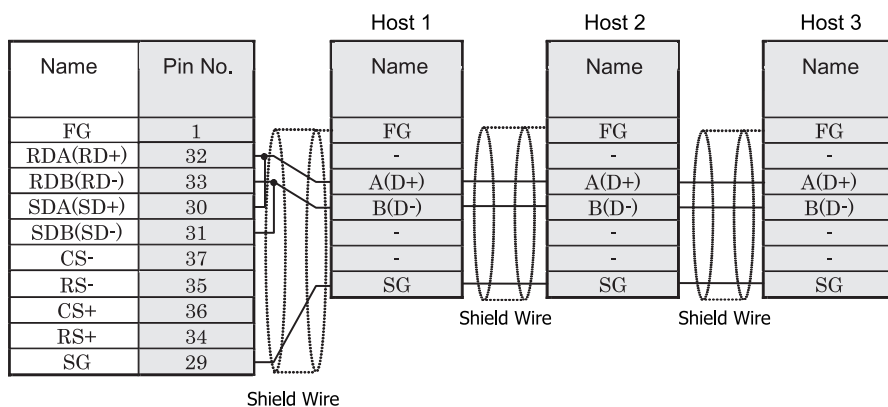 Host 1 Host 2 Host 3
Name Pin No. Name Name Name
FG 1 FG FG FG
RDA(RD+) 32 - - -
RDB(RD-) 33 A(D+) A(D+) A(D+)
SDA(SD+) 30 B(D-) B(D-) B(D-)
SDB(SD-) 31 - - -
CS- 37 - - -
RS- 35 SG SG SG
CS+ 36
Shield Wire Shield Wire
RS+ 34
SG 29
Shield Wire